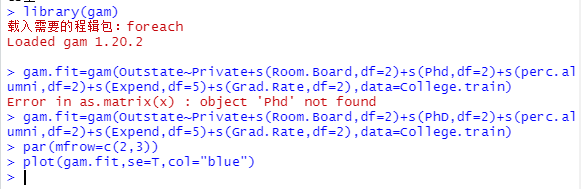 > library(gam)
载入需要的程辑包：foreach
Loaded gam 1.20.2
> gam.fit=gam(Outstate~Private+s(Room.Board,df=2)+s(Phd,df=2)+s(perc.al
umni,df=2)+s(Expend,df=5)+s(Grad.Rate,df=2),data=College.train)
Error in as.matrix(x) : object 'Phd' not found
> gam.fit=gam(Outstate~Private+s(Room.Board,df=2)+s(PhD,df=2)+s(perc.al
umni,df=2)+s(Expend,df=5)+s(Grad.Rate,df=2),data=College.train)
> par(mfrow=c(2,3))
> plot(gam.fit,se=T,col="blue")
>